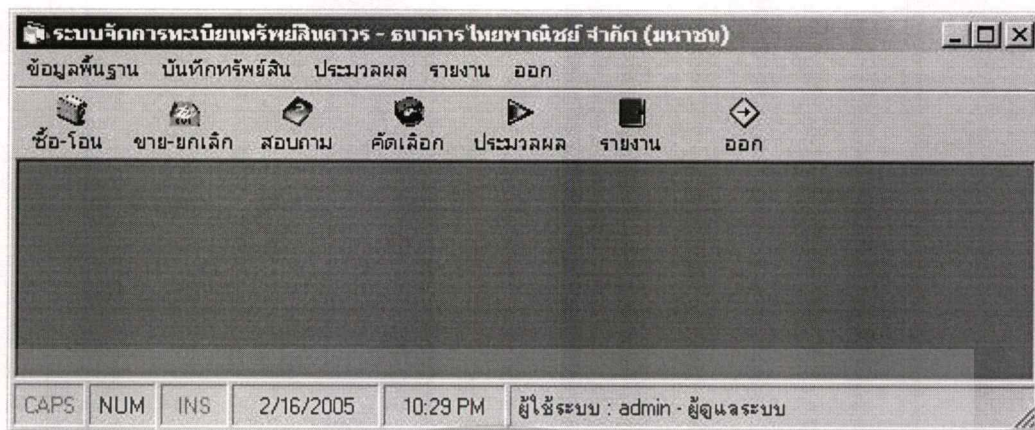 ระบบจัดการทะเบียนทรัพย์สินถาวร - ธนาคารไทยพาณิชย์ จำกัด (มหาชน)
ข้อมูลพื้นฐาน บันทึกทรัพย์สิน ประมวลผล รายงาน ออก
ซื้อ-โอน ขาย-ยกเลิก สอบถาม คัดเลือก ประมวลผล รายงาน ออก
CAPS NUM INS 2/16/2005 10:29 PM ผู้ใช้ระบบ : admin - ผู้ดูแลระบบ